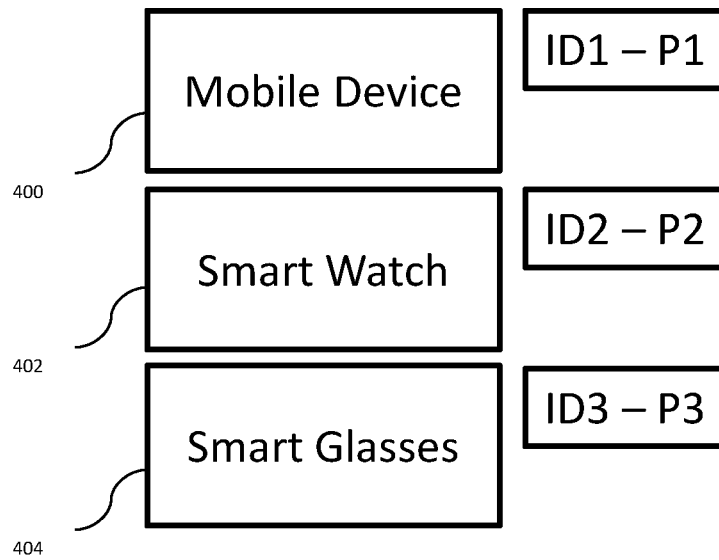 Mobile Device
ID1 – P1
400
Smart Watch
ID2 – P2
402
Smart Glasses
ID3 – P3
404